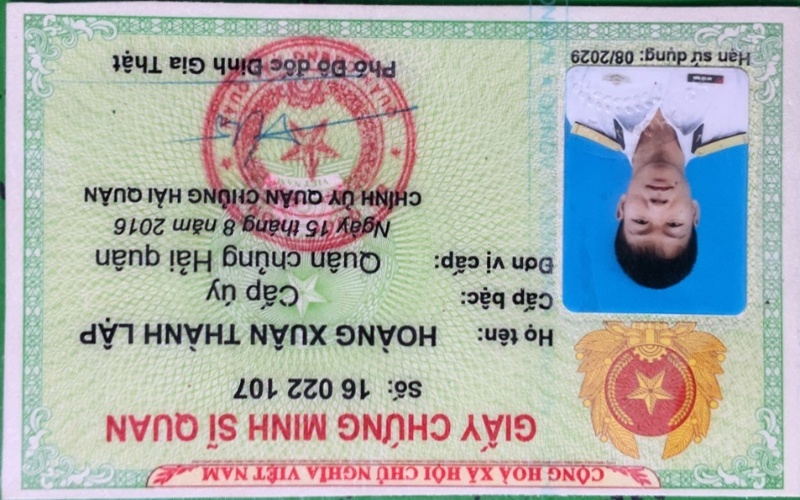 CỘNG HOÀ XÃ HỘI CHỦ NGHĨA VIỆT NAM
GIẤY CHỨNG MINH SĨ QUAN
Số: 16 022 107
Họ tên: HOÀNG XUÂN THÀNH LẬP
Cấp bậc: Cấp úy
Đơn vị cấp: Quân chủng Hải quân
Ngày 15 tháng 8 năm 2016
CHÍNH ỦY QUÂN CHỦNG HẢI QUÂN
Phó Đô đốc Đinh Gia Thật
Hạn sử dụng: 08/2029